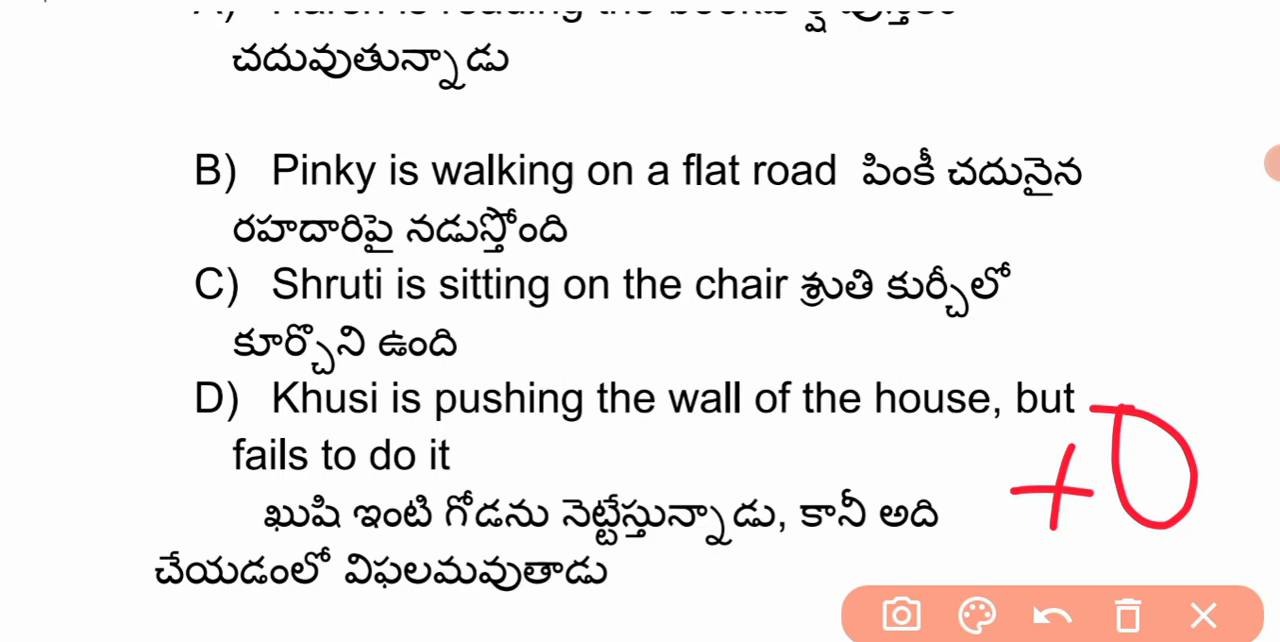 చదువుతున్నాడు
B) Pinky is walking on a flat road పింకీ చదునైన
రహదారిపై నడుస్తోంది
C) Shruti is sitting on the chair శ్రుతి కుర్చీలో
కూర్చొని ఉంది
D) Khusi is pushing the wall of the house, but
fails to do it
ఖుషి ఇంటి గోడను నెట్టేస్తున్నాడు, కానీ అది
చేయడంలో విఫలమవుతాడు
+D